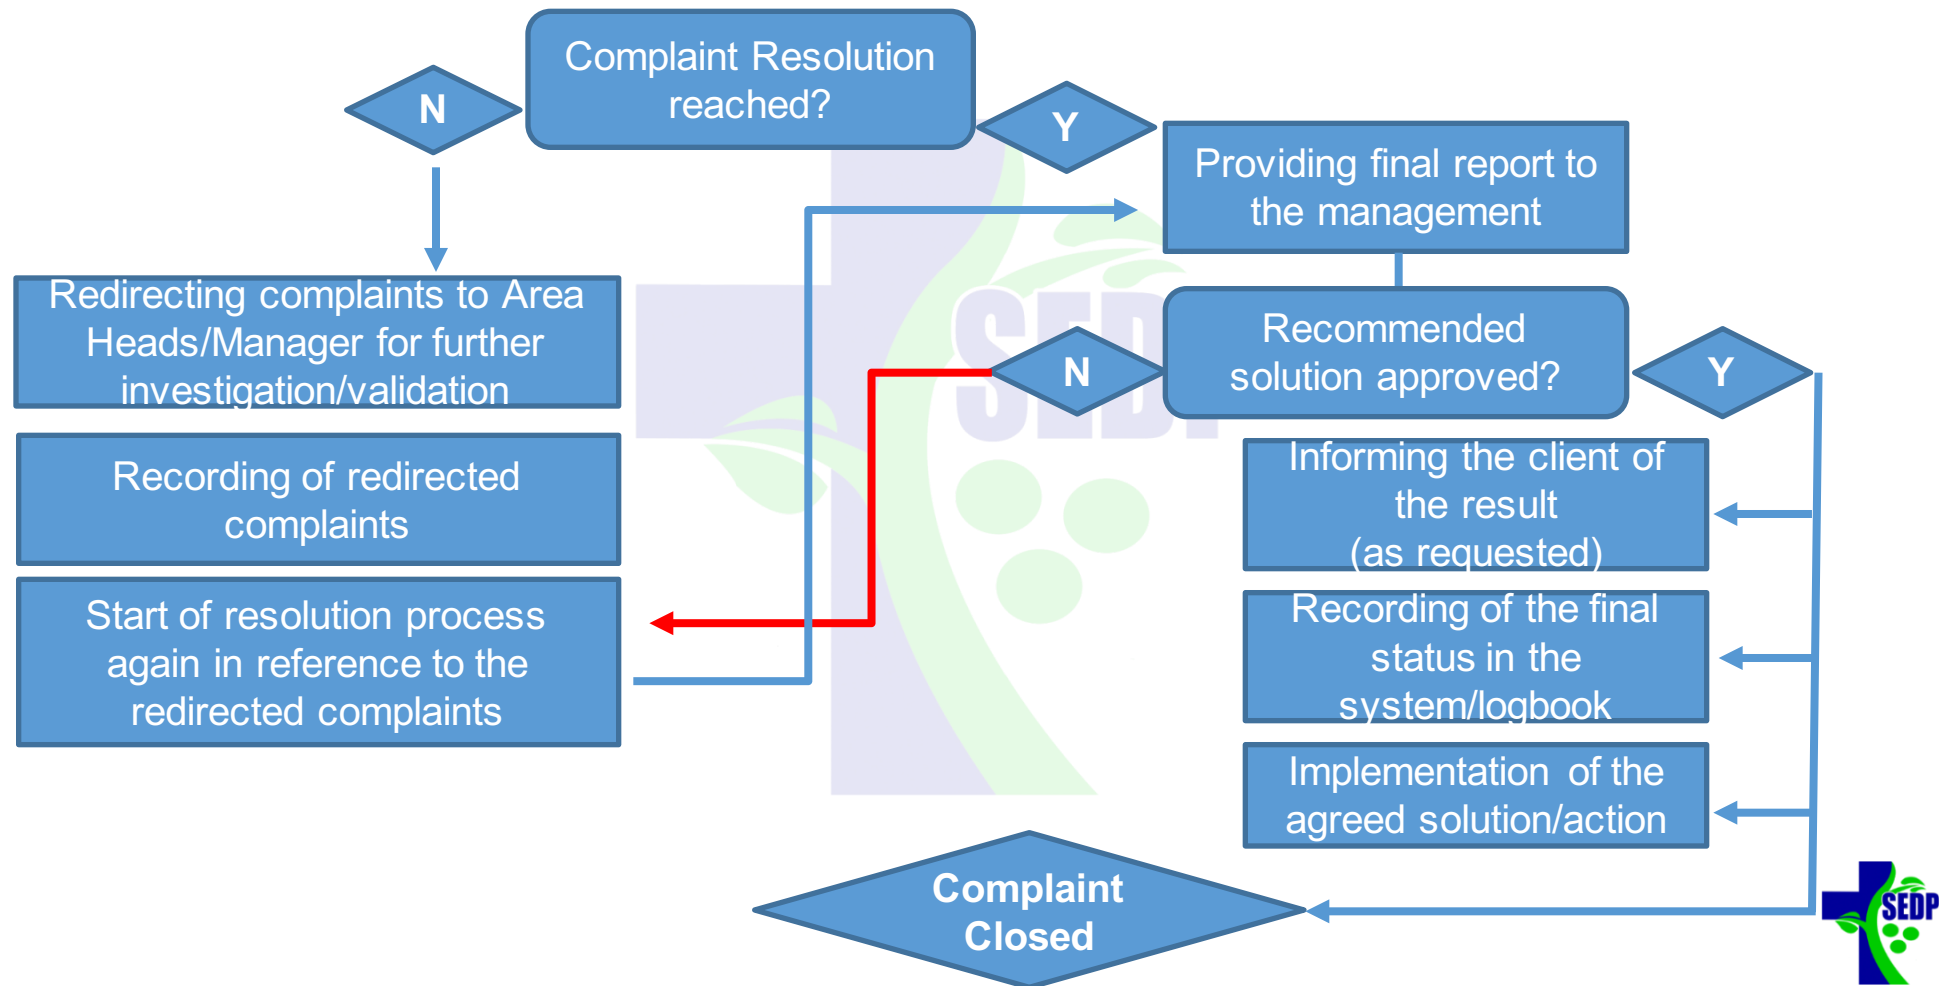 Complaint Resolution
reached?
N
Y
Providing final report to
the management
Redirecting complaints to Area
Heads/Manager for further
investigation/validation
Recommended
solution approved?
N
Y
Recording of redirected
complaints
Informing the client of
the result
(as requested)
Start of resolution process
again in reference to the
redirected complaints
Recording of the final
status in the
system/logbook
Implementation of the
agreed solution/action
Complaint
Closed
SEDP
SEDP